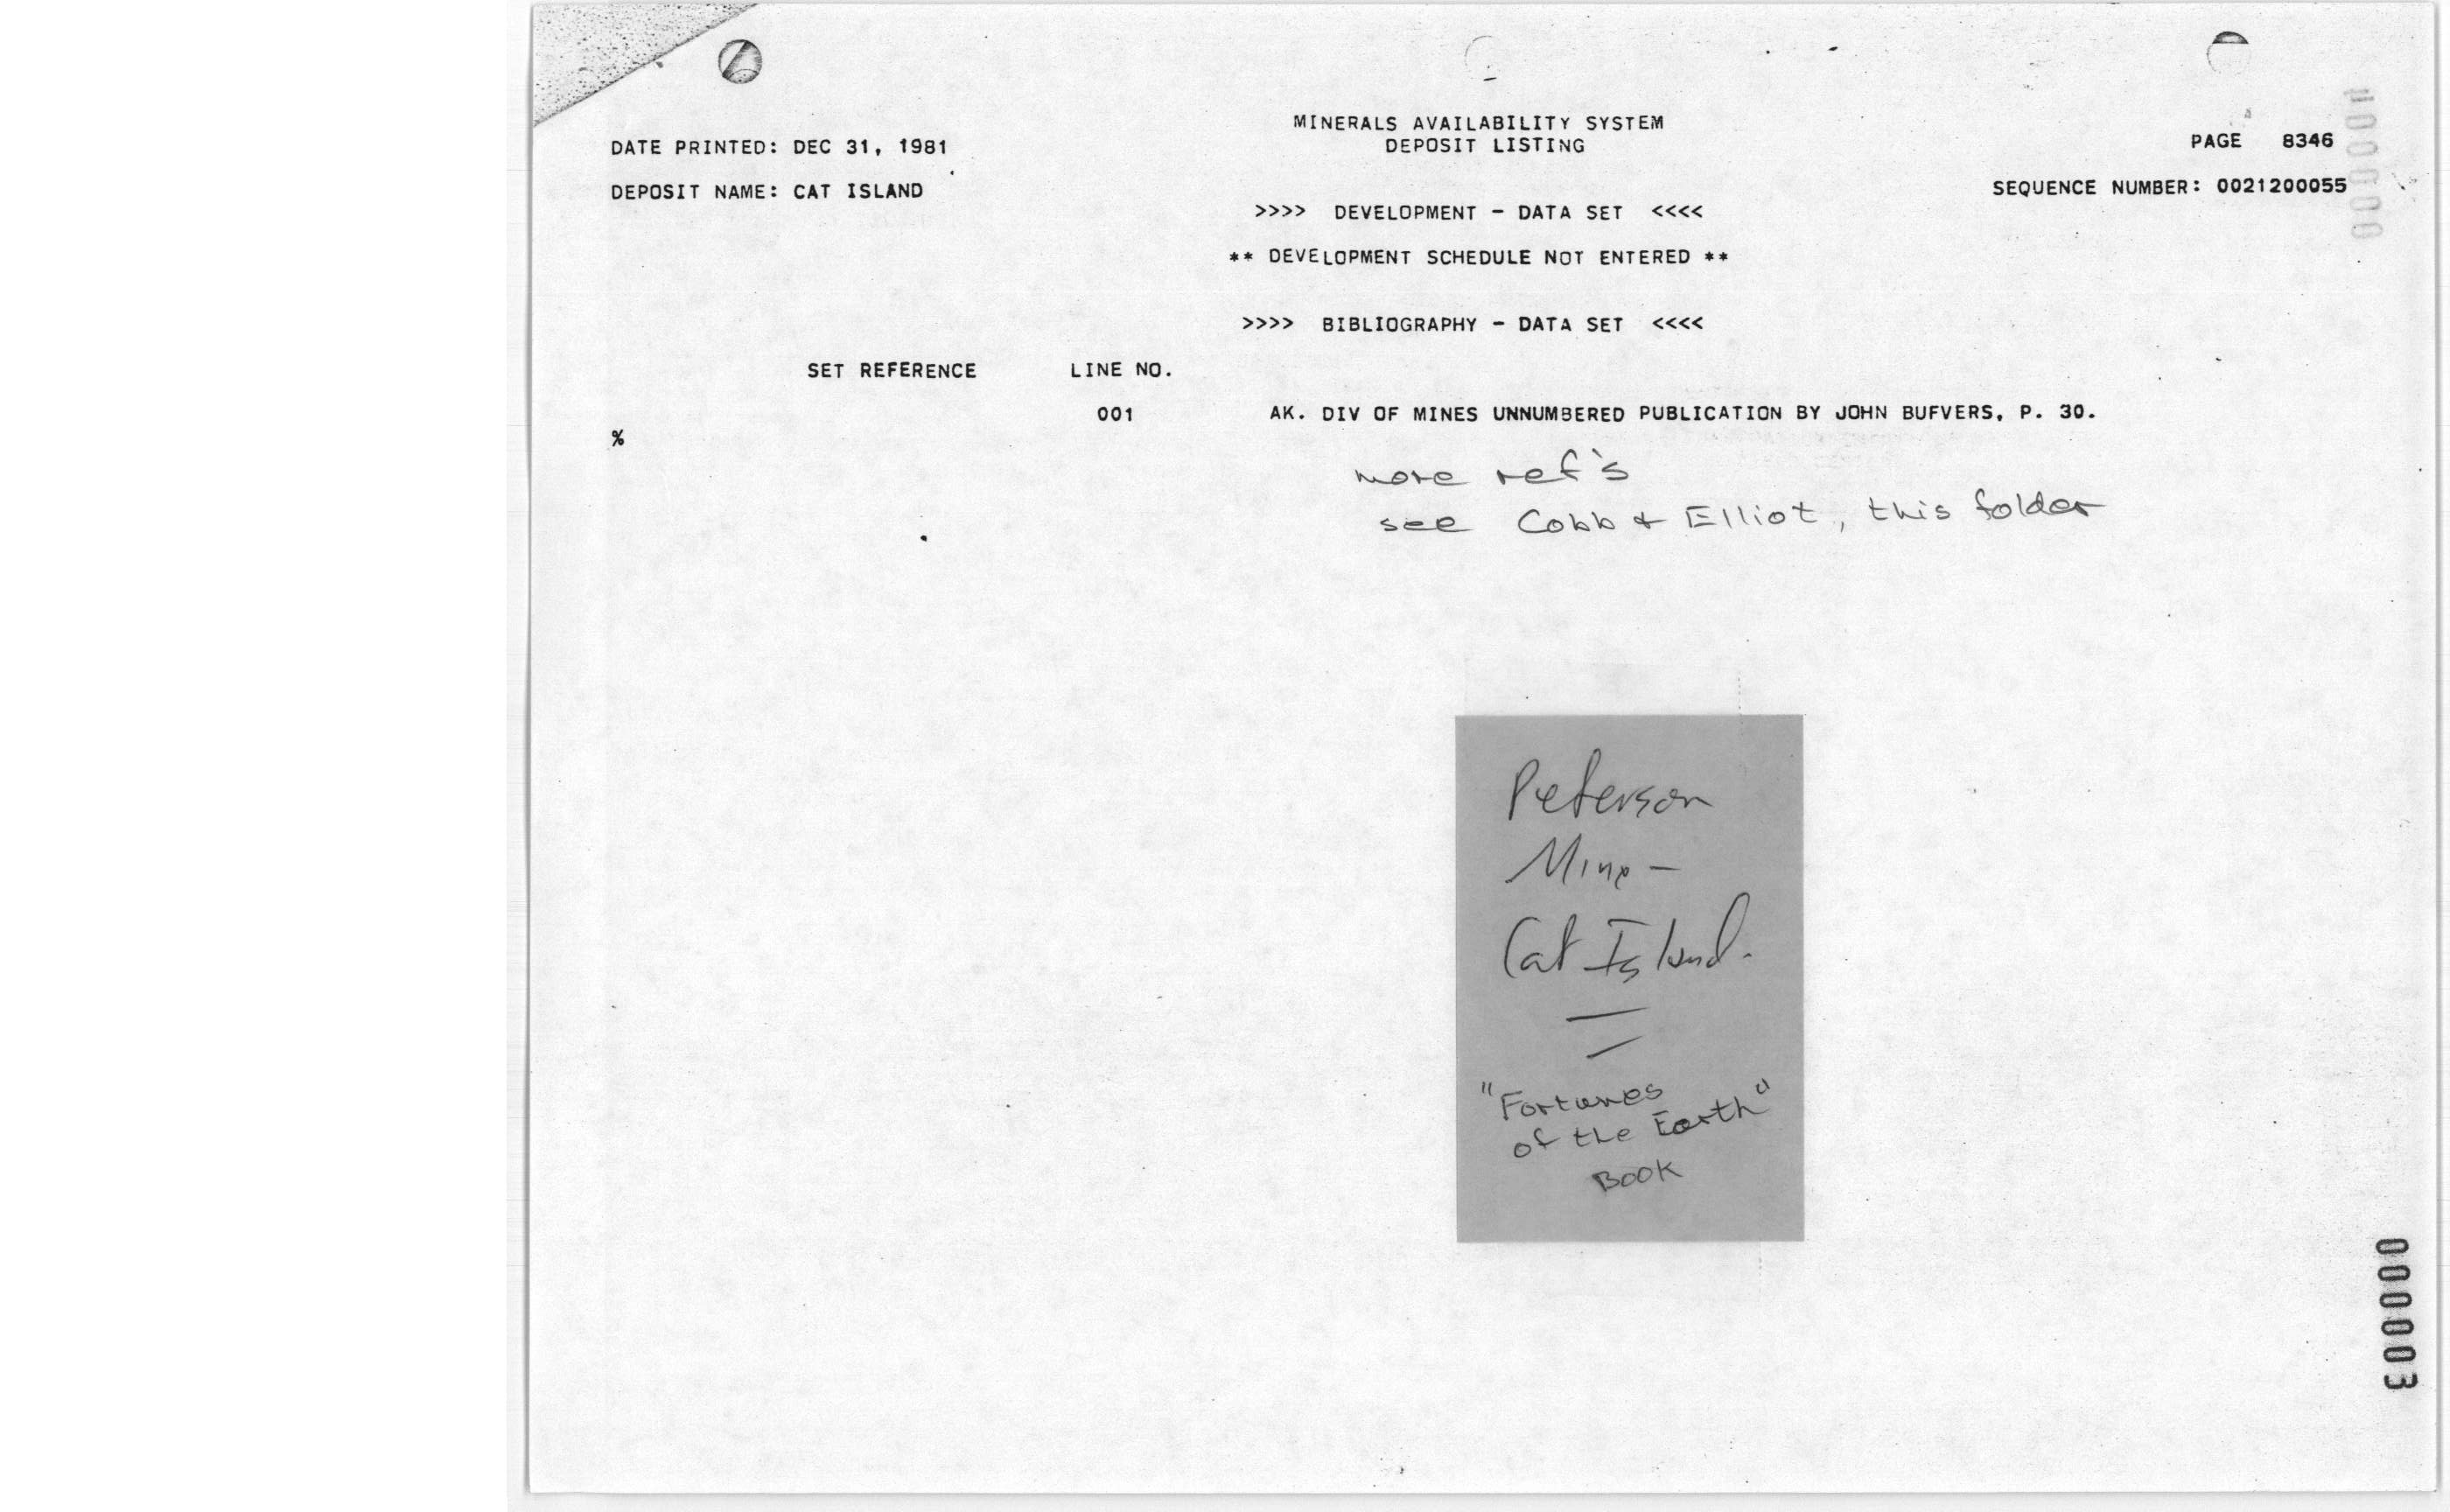 MINERALS AVAILABILITY SYSTEM
DEPOSIT LISTING
DATE PRINTED: DEC 31, 1981
PAGE 8346
DEPOSIT NAME: CAT ISLAND
SEQUENCE NUMBER: 0021200055
>>>> DEVELOPMENT - DATA SET <<<<
** DEVELOPMENT SCHEDULE NOT ENTERED **
>>>> BIBLIOGRAPHY - DATA SET <<<<
SET REFERENCE LINE NO.
001 AK. DIV OF MINES UNNUMBERED PUBLICATION BY JOHN BUFVERS, P. 30.
%
more ref's
see Cobb & Elliot, this folder
Peterson
Mine -
Cat Island.
"Fortunes
of the Earth"
BOOK
000003